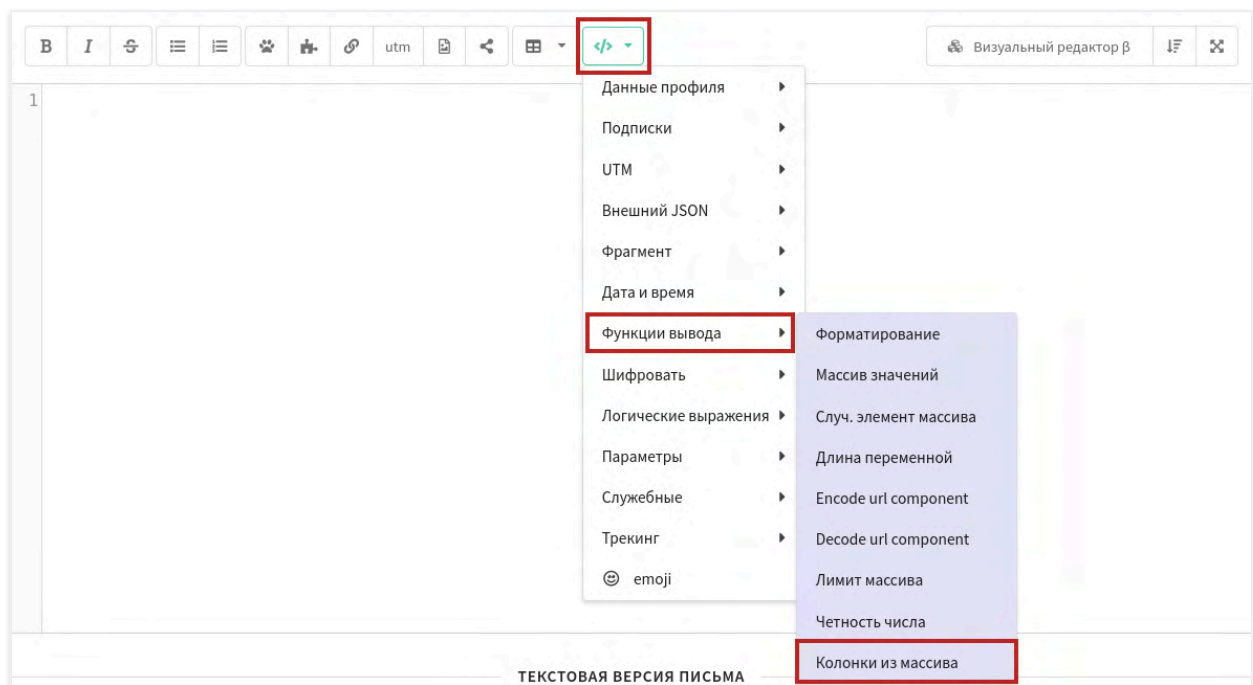 B I S utm </> Визуальный редактор β
1
Данные профиля
Подписки
UTM
Внешний JSON
Фрагмент
Дата и время
Функции вывода
Шифровать
Логические выражения
Параметры
Служебные
Трекинг
emoji
Форматирование
Массив значений
Случ. элемент массива
Длина переменной
Encode url component
Decode url component
Лимит массива
Четность числа
Колонки из массива
ТЕКСТОВАЯ ВЕРСИЯ ПИСЬМА